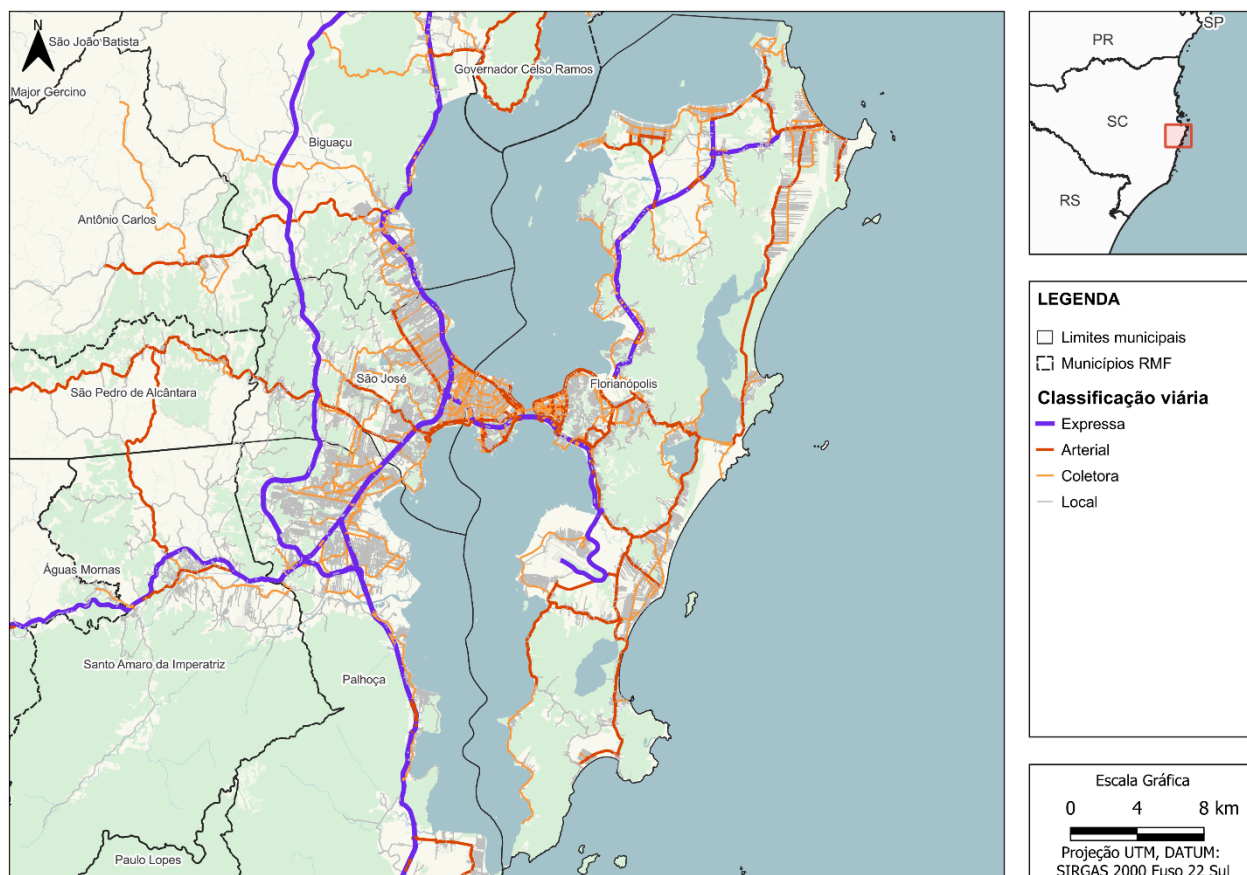 N
São João Batista
Major Gercino
Governador Celso Ramos
Biguaçu
Antônio Carlos
São José
Florianópolis
São Pedro de Alcântara
Águas Mornas
Santo Amaro da Imperatriz
Palhoça
Paulo Lopes
SP
PR
SC
RS
LEGENDA
Limites municipais
Municípios RMF
Classificação viária
Expressa
Arterial
Coletora
Local
Escala Gráfica
0 4 8 km
Projeção UTM, DATUM:
SIRGAS 2000 Fuso 22 Sul